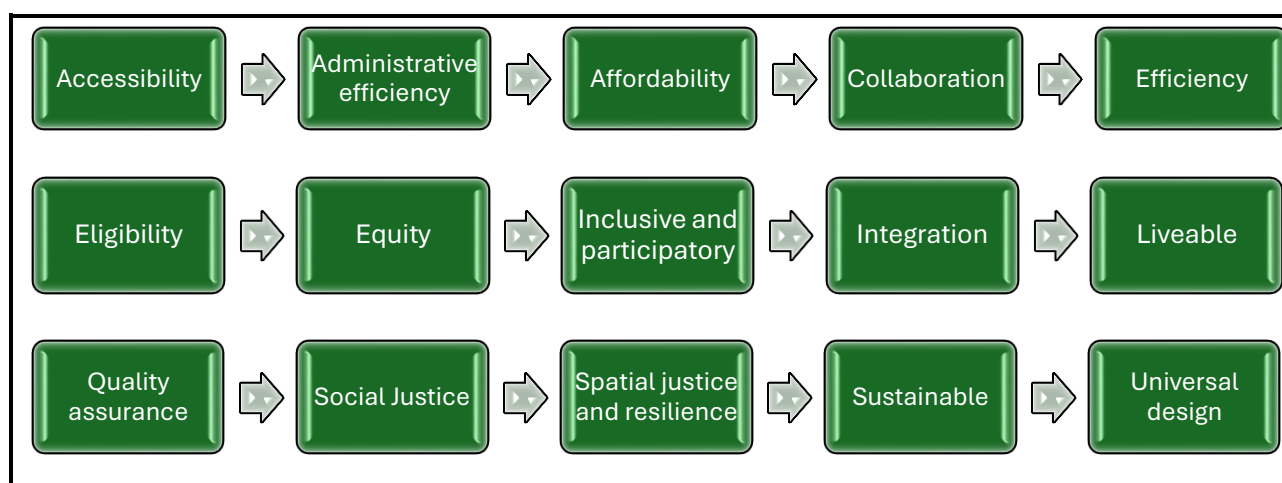 Accessibility
Administrative
efficiency
Affordability
Collaboration
Efficiency
Eligibility
Equity
Inclusive and
participatory
Integration
Liveable
Quality
assurance
Social Justice
Spatial justice
and resilience
Sustainable
Universal
design